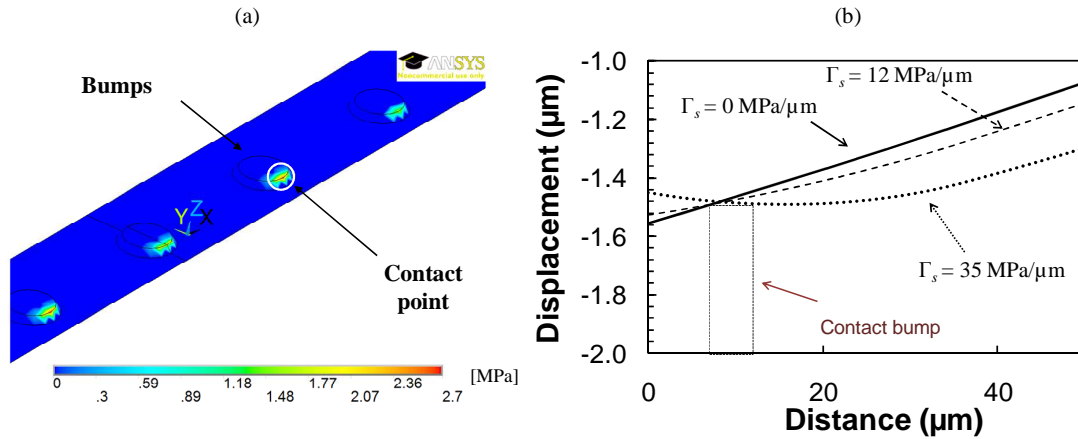 (a)
Bumps
ANSYS
Noncommercial use only
Y Z X
Contact
point
0 .59 1.18 1.77 2.36 [MPa]
.3 .89 1.48 2.07 2.7
(b)
-1.0
-1.2
-1.4
-1.6
-1.8
-2.0
Displacement (µm)
Γs = 12 MPa/µm
Γs = 0 MPa/µm
Γs = 35 MPa/µm
Contact bump
0 20 40
Distance (µm)